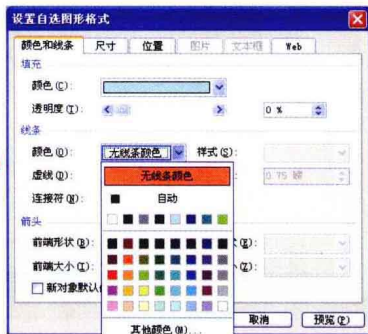 设置自选图形格式
颜色和线条 尺寸 位置 图片 文本框 Web
填充
颜色(C):
透明度(T): 0 %
线条
颜色(O): 无线条颜色 样式(S):
无线条颜色
虚线(D): 0.75 磅
自动
连接符(N):
箭头
前端形状(B): 状(E):
前端大小(I): 小(Z):
新对象默认
其他颜色(M)...
取消 预览(P)